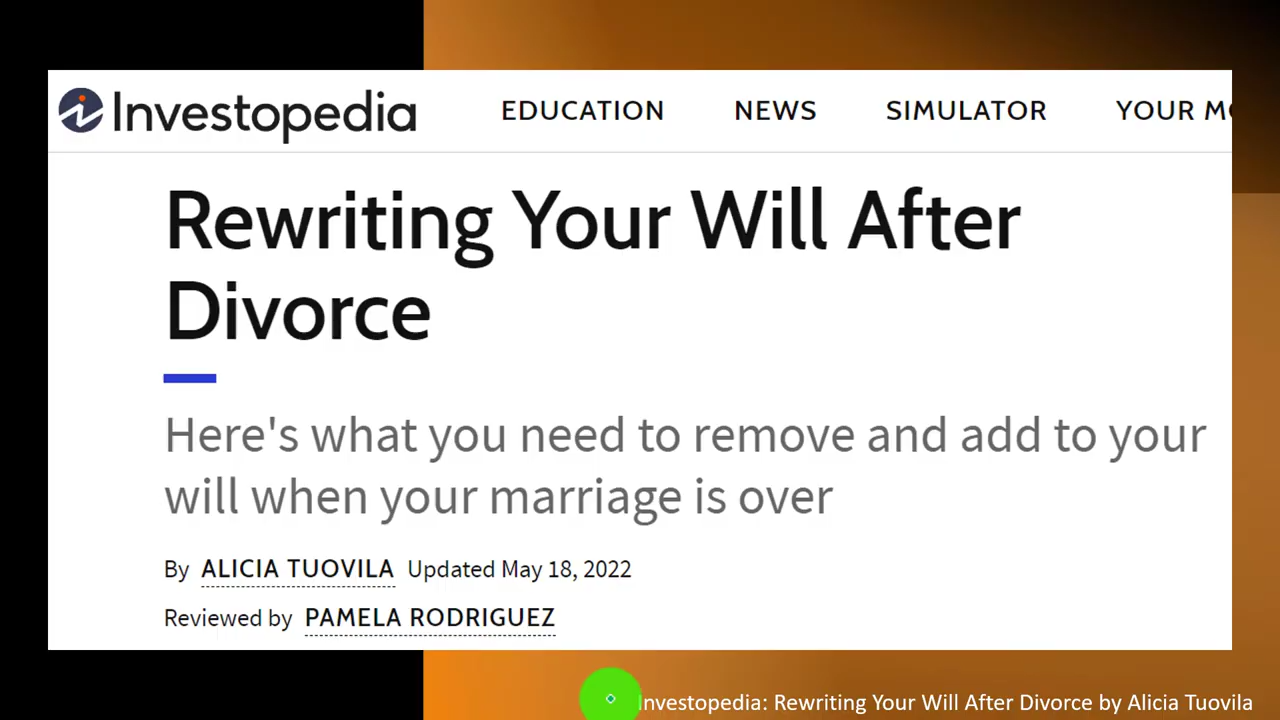 Investopedia EDUCATION NEWS SIMULATOR YOUR
Rewriting Your Will After
Divorce
Here's what you need to remove and add to your
will when your marriage is over
By ALICIA TUOVILA Updated May 18, 2022
Reviewed by PAMELA RODRIGUEZ
Investopedia: Rewriting Your Will After Divorce by Alicia Tuovila